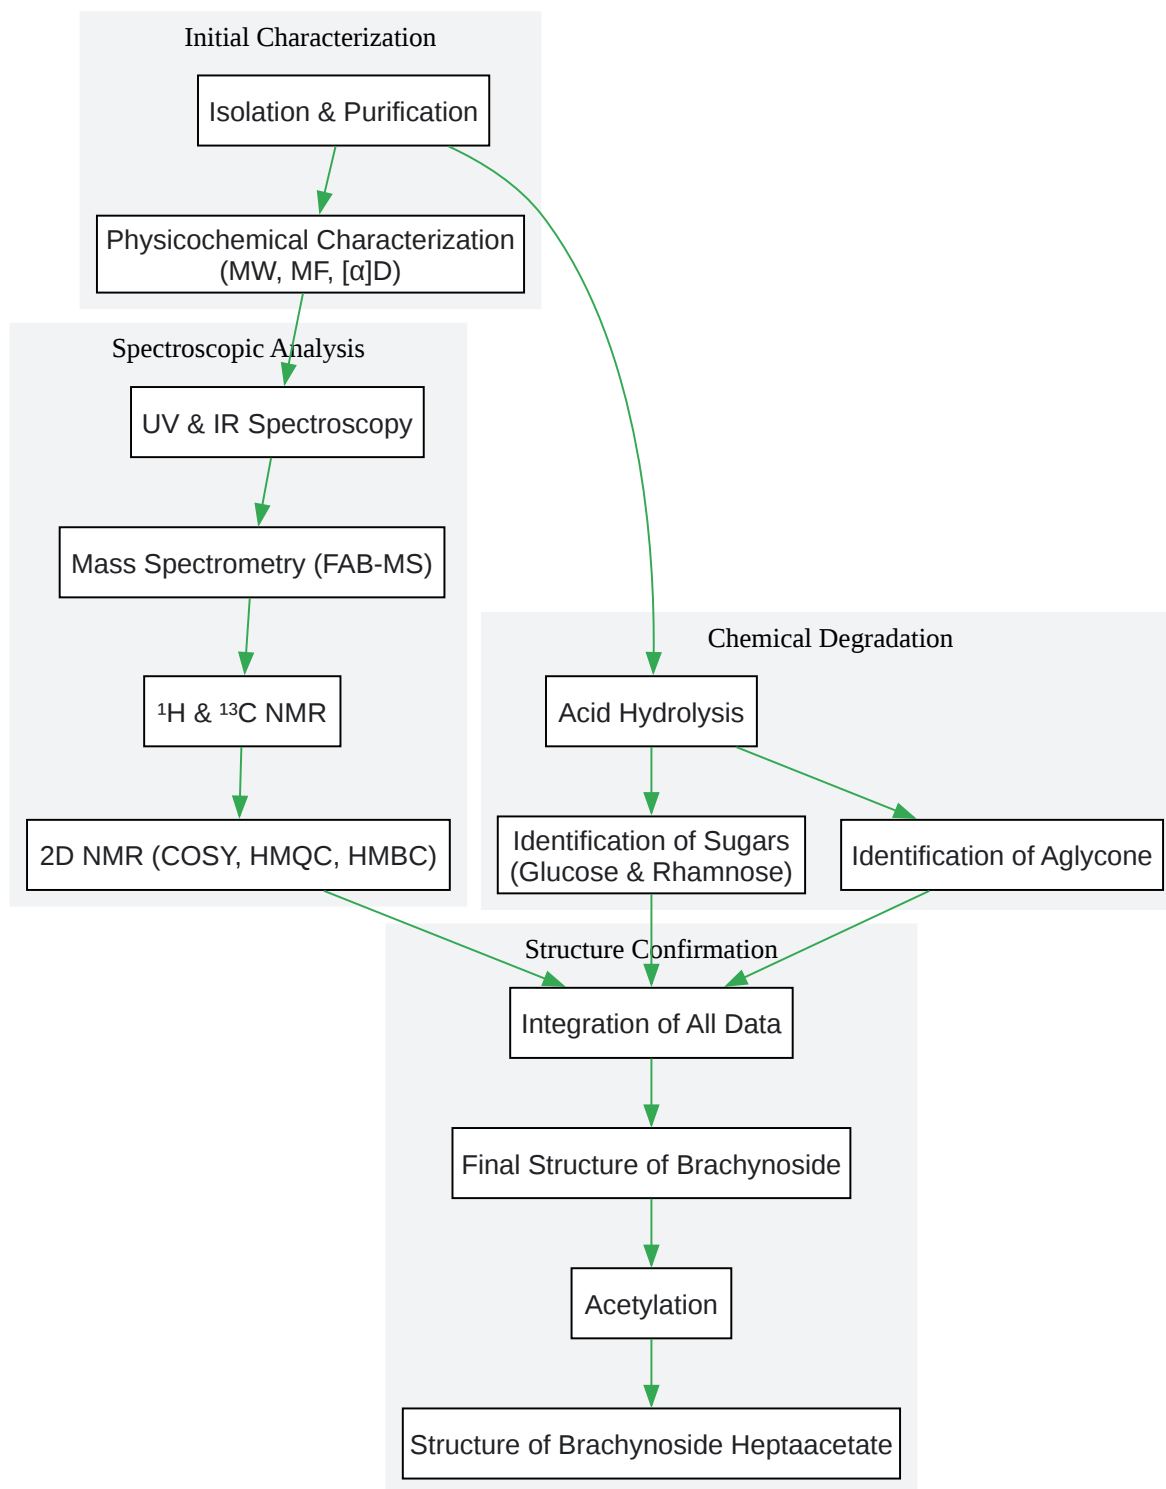 Initial Characterization
Isolation & Purification
Physicochemical Characterization
(MW, MF, [α]D)
Spectroscopic Analysis
UV & IR Spectroscopy
Mass Spectrometry (FAB-MS)
¹H & ¹³C NMR
2D NMR (COSY, HMQC, HMBC)
Chemical Degradation
Acid Hydrolysis
Identification of Sugars
(Glucose & Rhamnose)
Identification of Aglycone
Structure Confirmation
Integration of All Data
Final Structure of Brachynoside
Acetylation
Structure of Brachynoside Heptaacetate